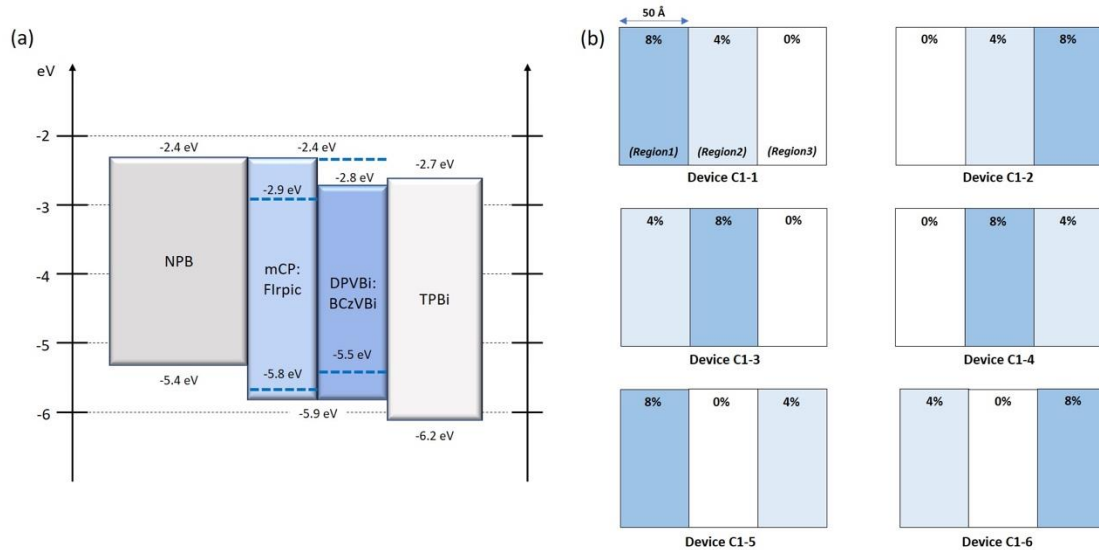 (a)
eV
-2
-3
-4
-5
-6
-2.4 eV
-2.4 eV
-2.7 eV
-2.9 eV
-2.8 eV
NPB
mCP:
FIrpic
DPVBi:
BCzVBi
TPBi
-5.4 eV
-5.8 eV
-5.5 eV
-5.9 eV
-6.2 eV
(b)
50 Å
8% 4% 0%
(Region1) (Region2) (Region3)
Device C1-1
0% 4% 8%
Device C1-2
4% 8% 0%
Device C1-3
0% 8% 4%
Device C1-4
8% 0% 4%
Device C1-5
4% 0% 8%
Device C1-6